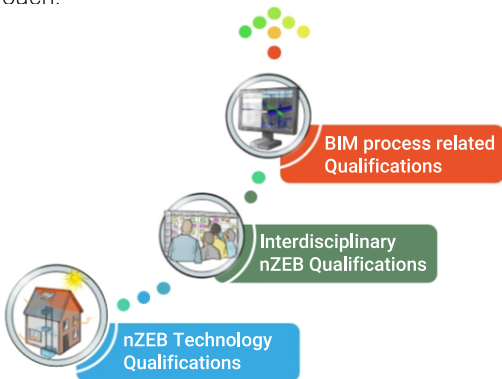 BIM process related
Qualifications
Interdisciplinary
nZEB Qualifications
nZEB Technology
Qualifications